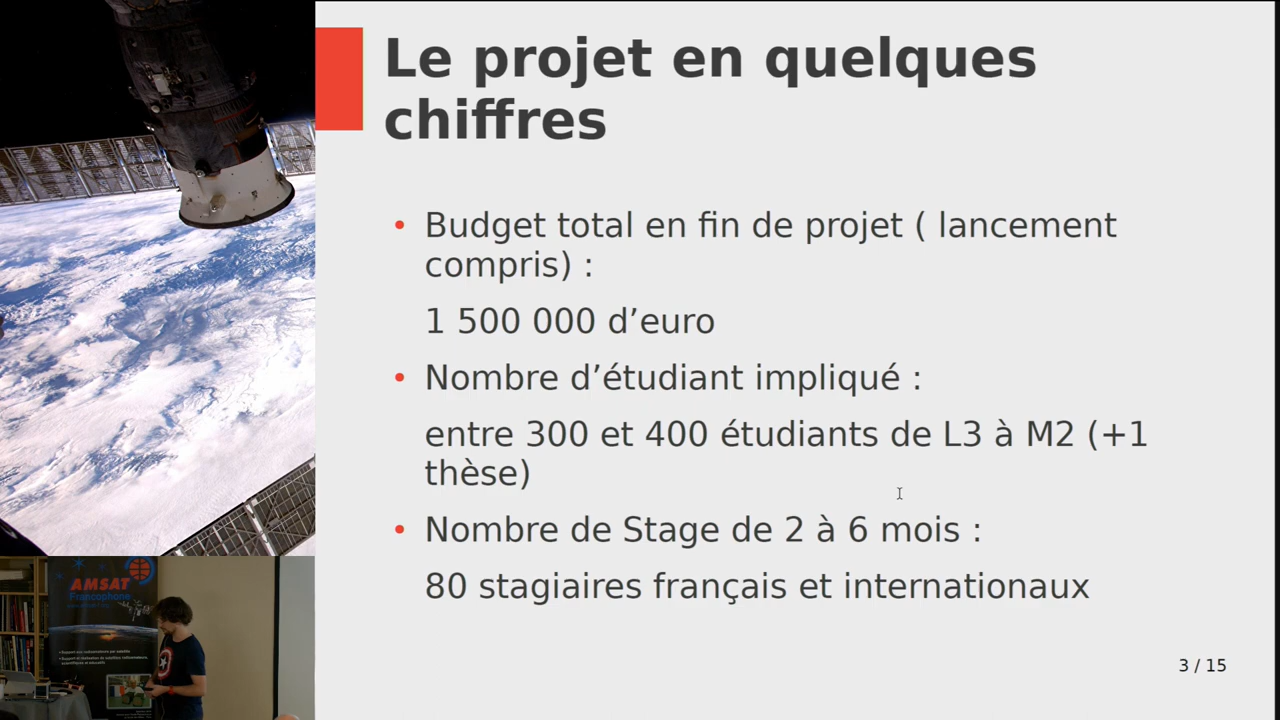 Le projet en quelques
chiffres
• Budget total en fin de projet ( lancement
compris) :
1 500 000 d’euro
• Nombre d’étudiant impliqué :
entre 300 et 400 étudiants de L3 à M2 (+1
thèse)
• Nombre de Stage de 2 à 6 mois :
80 stagiaires français et internationaux
3 / 15
AMSAT
Francophone